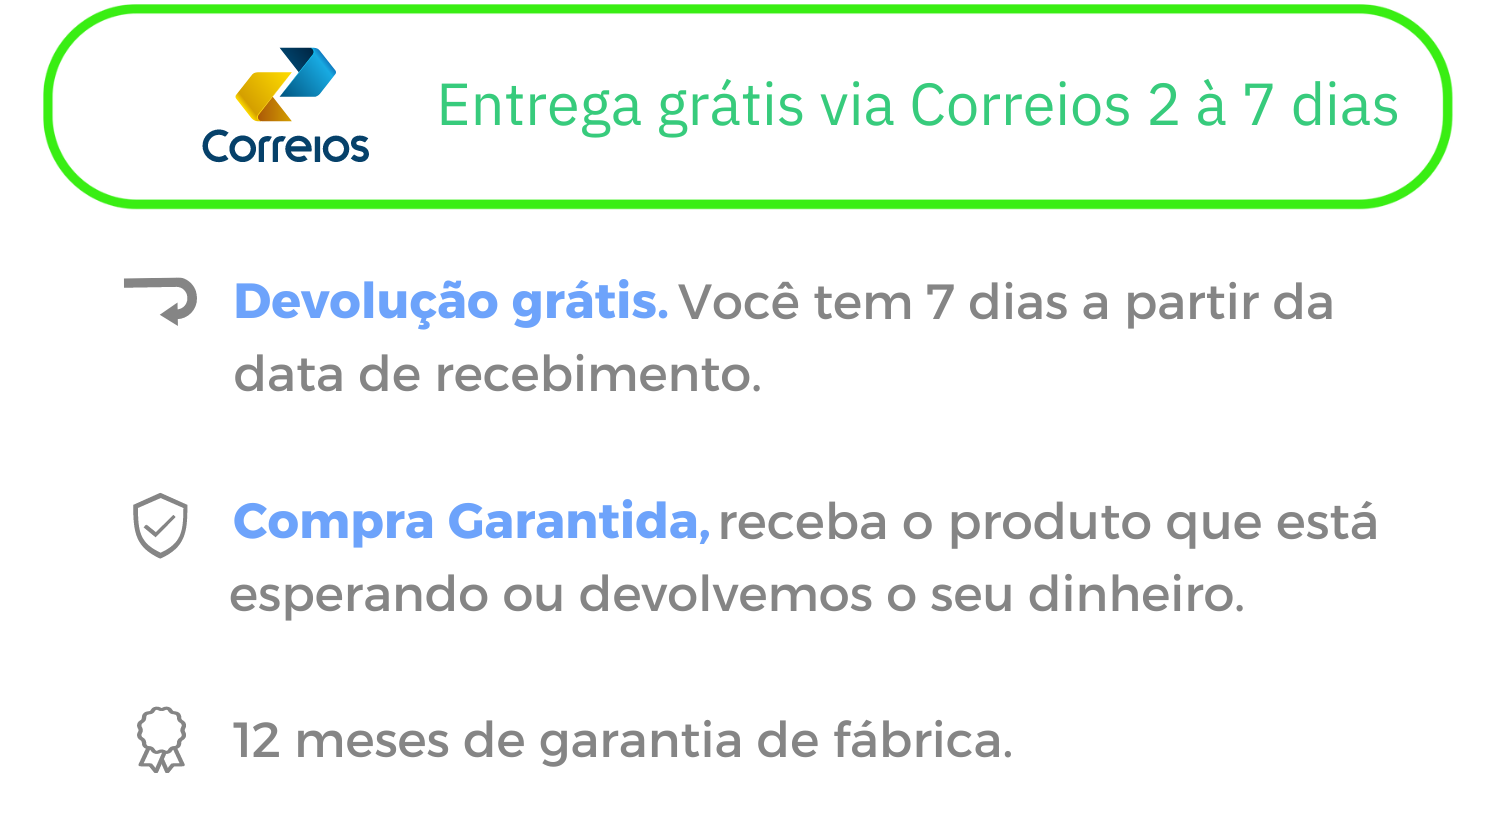 Correios
Entrega grátis via Correios 2 à 7 dias
Devolução grátis. Você tem 7 dias a partir da
data de recebimento.
Compra Garantida, receba o produto que está
esperando ou devolvemos o seu dinheiro.
12 meses de garantia de fábrica.